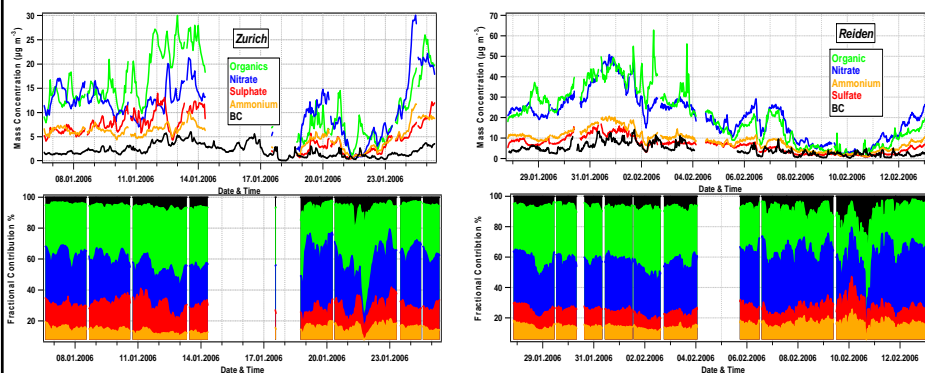 Mass Concentration (µg m⁻³)
30
25
20
15
10
5
0
Zurich
Organics
Nitrate
Sulphate
Ammonium
BC
08.01.2006 11.01.2006 14.01.2006 17.01.2006 20.01.2006 23.01.2006
Date & Time
Mass Concentration (µg m⁻³)
70
60
50
40
30
20
10
0
Reiden
Organic
Nitrate
Ammonium
Sulfate
BC
29.01.2006 31.01.2006 02.02.2006 04.02.2006 06.02.2006 08.02.2006 10.02.2006 12.02.2006
Date & Time
Fractional Contribution %
100
80
60
40
20
08.01.2006 11.01.2006 14.01.2006 17.01.2006 20.01.2006 23.01.2006
Date & Time
Fractional Contribution %
100
80
60
40
20
29.01.2006 31.01.2006 02.02.2006 04.02.2006 06.02.2006 08.02.2006 10.02.2006 12.02.2006
Date & Time